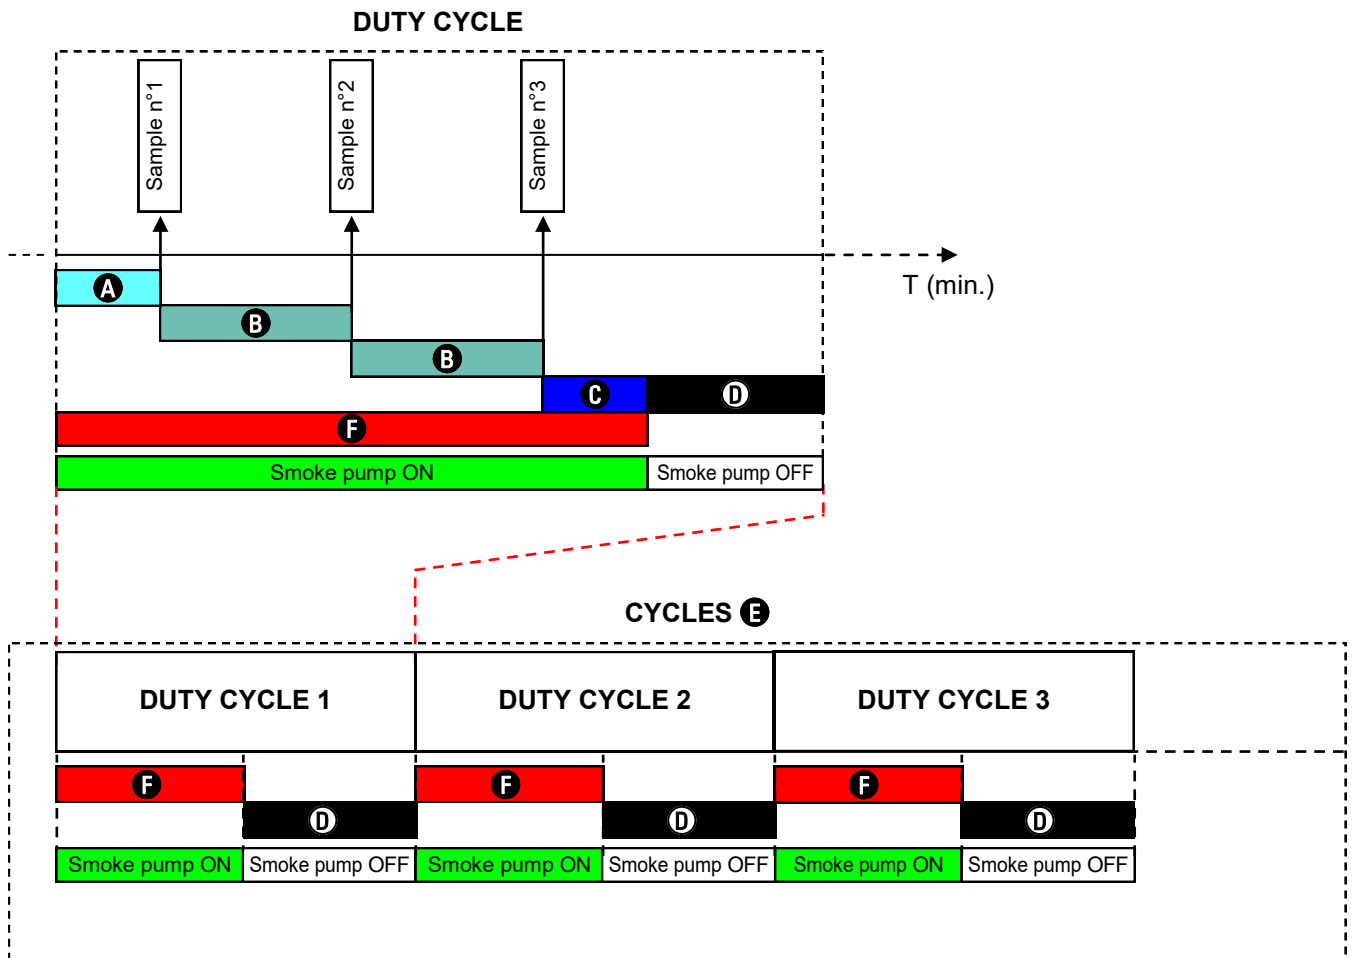 DUTY CYCLE
Sample n°1
Sample n°2
Sample n°3
T (min.)
A
B
B
C
D
F
Smoke pump ON
Smoke pump OFF
CYCLES E
DUTY CYCLE 1
DUTY CYCLE 2
DUTY CYCLE 3
F
F
F
D
D
D
Smoke pump ON
Smoke pump OFF
Smoke pump ON
Smoke pump OFF
Smoke pump ON
Smoke pump OFF